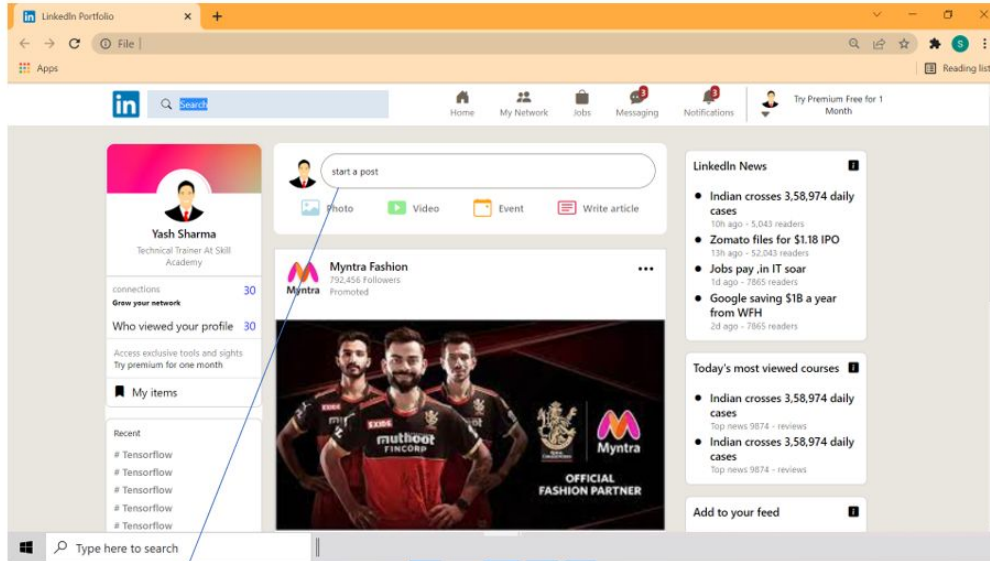 LinkedIn Portfolio
File
Apps
Reading list
in
Search
Home
My Network
Jobs
3
Messaging
3
Notifications
Try Premium Free for 1
Month
Yash Sharma
Technical Trainer At Skill
Academy
connections 30
Grow your network
Who viewed your profile 30
Access exclusive tools and sights
Try premium for one month
My items
Recent
# Tensorflow
# Tensorflow
# Tensorflow
# Tensorflow
# Tensorflow
start a post
Photo
Video
Event
Write article
Myntra
Myntra Fashion
792,456 Followers
Promoted
muthoot
FINCORP
Myntra
OFFICIAL
FASHION PARTNER
LinkedIn News
Indian crosses 3,58,974 daily
cases
10h ago - 5,043 readers
Zomato files for $1.18 IPO
13h ago - 52,043 readers
Jobs pay ,in IT soar
1d ago - 7865 readers
Google saving $1B a year
from WFH
2d ago - 7865 readers
Today's most viewed courses
Indian crosses 3,58,974 daily
cases
Top news 9874 - reviews
Indian crosses 3,58,974 daily
cases
Top news 9874 - reviews
Add to your feed
Type here to search